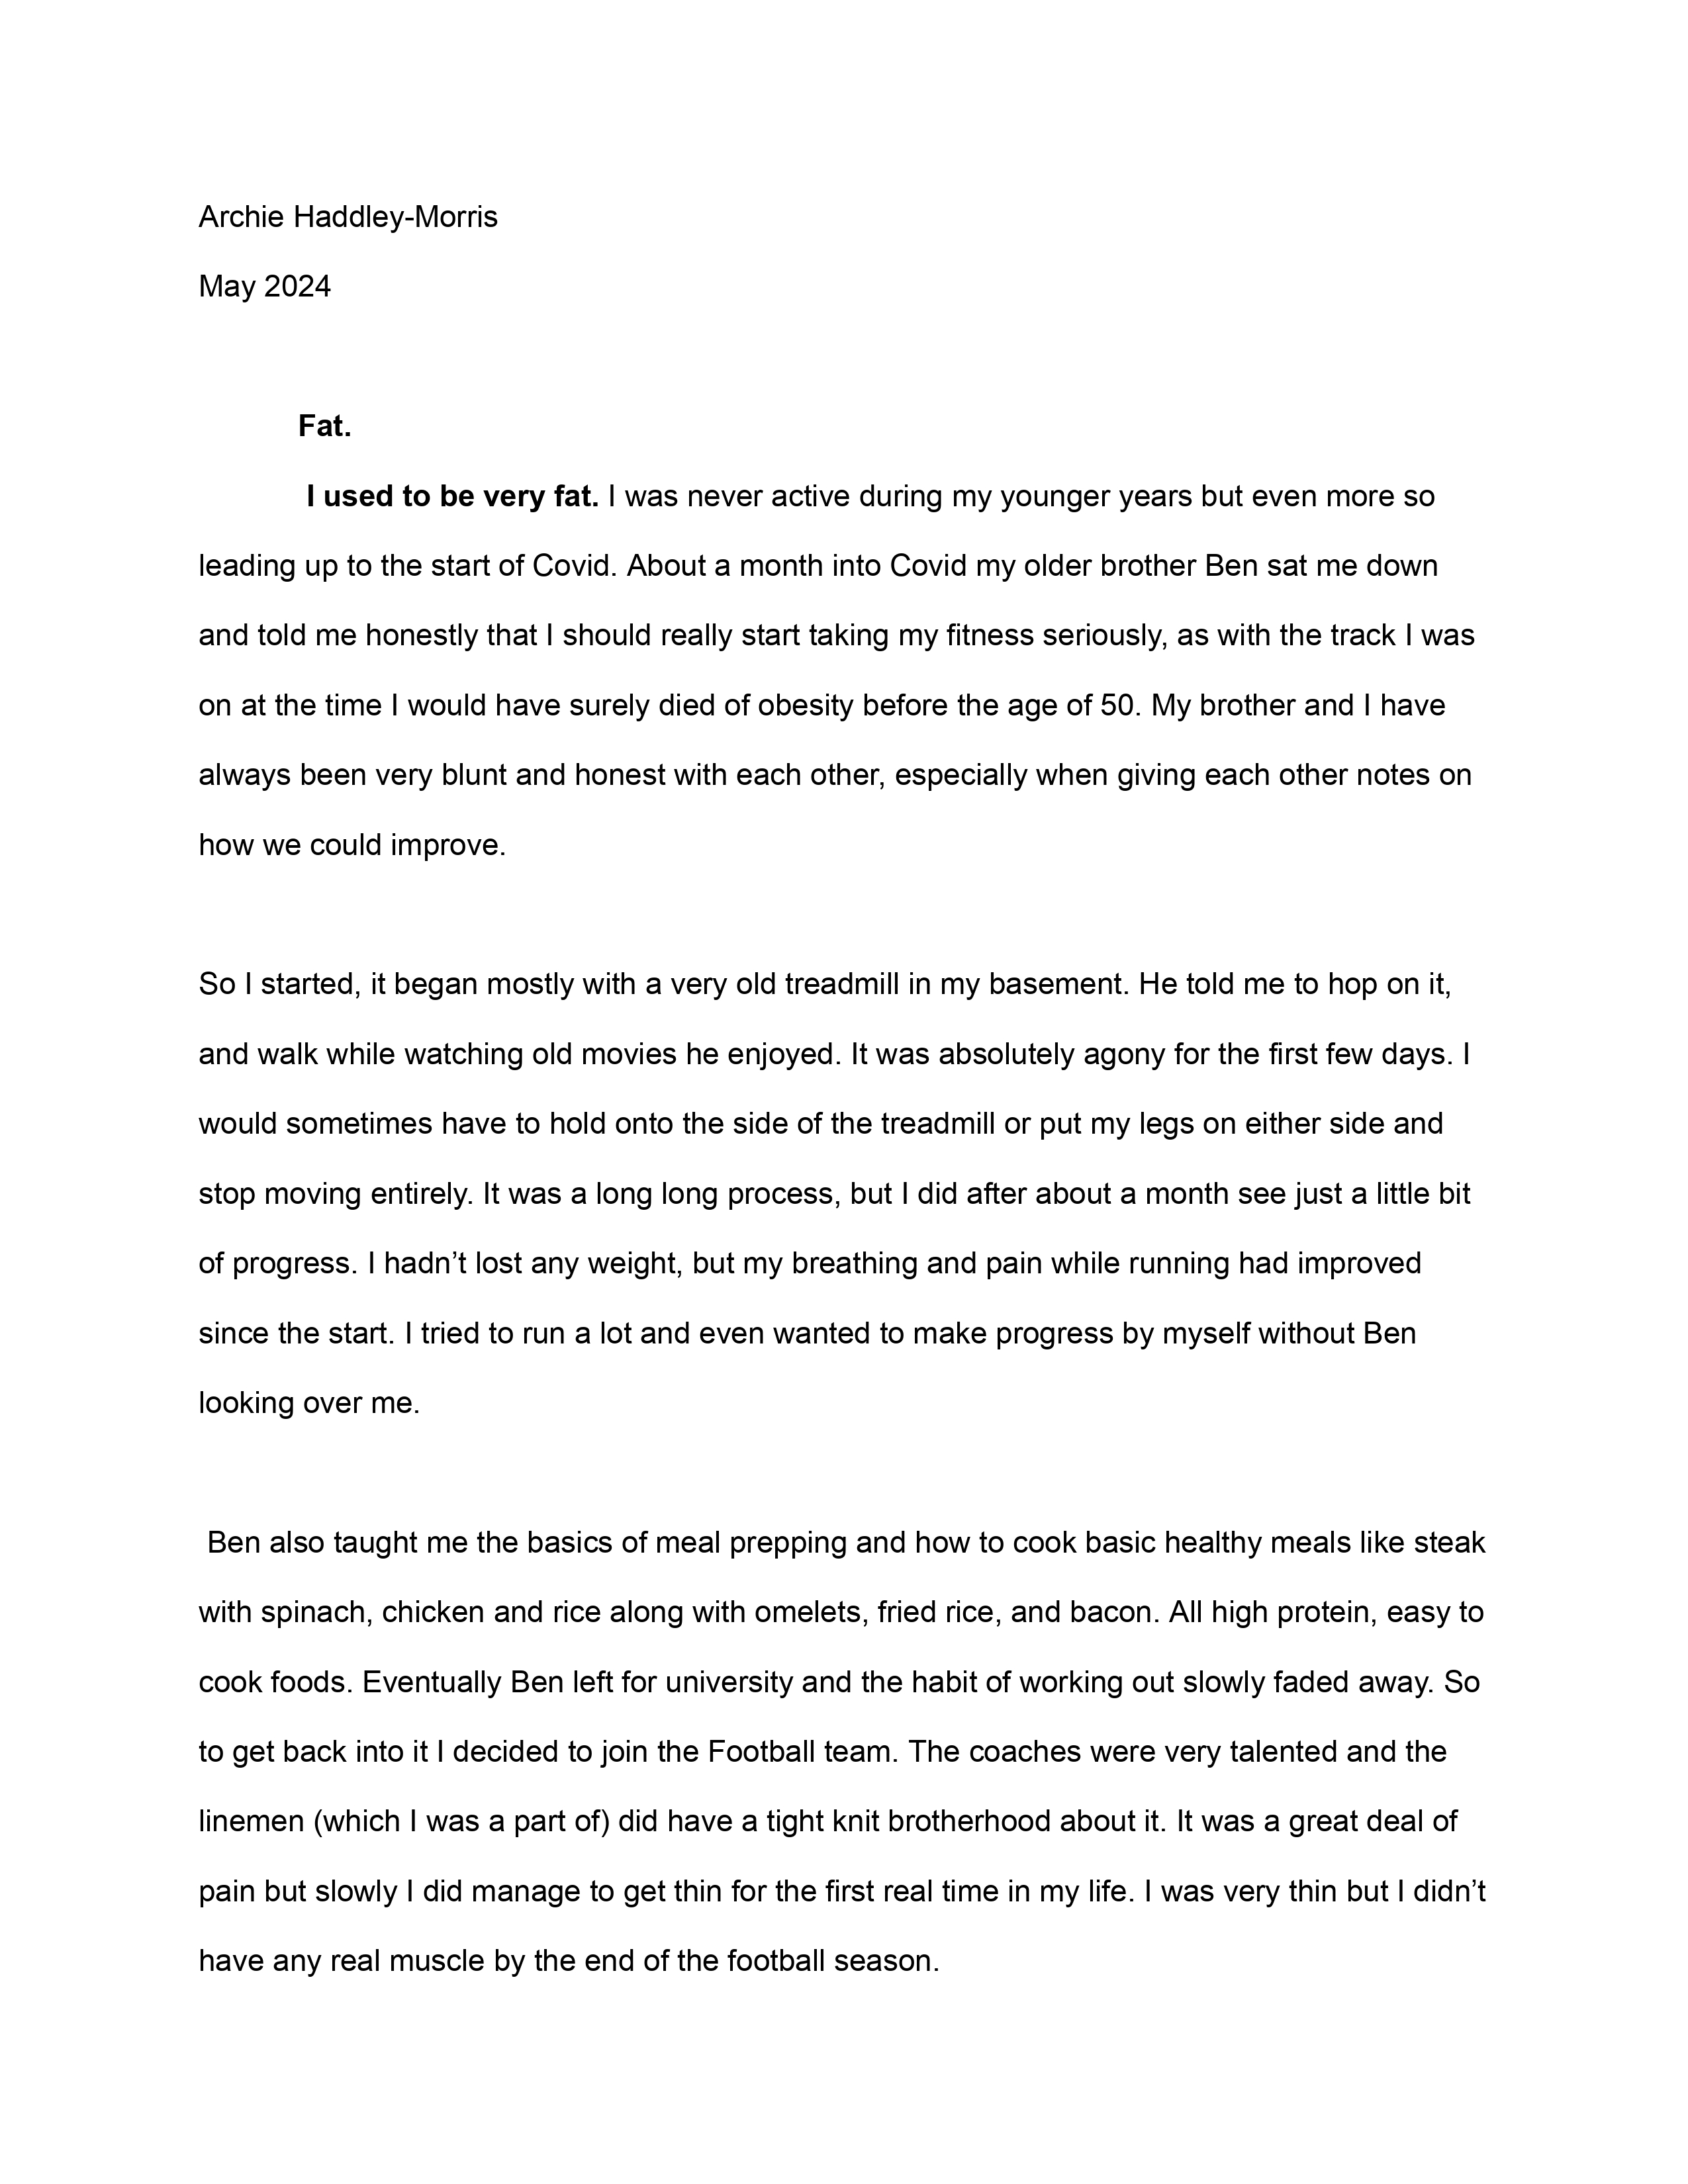 Archie Haddley-Morris
May 2024
Fat.
I used to be very fat. I was never active during my younger years but even more so
leading up to the start of Covid. About a month into Covid my older brother Ben sat me down
and told me honestly that I should really start taking my fitness seriously, as with the track I was
on at the time I would have surely died of obesity before the age of 50. My brother and I have
always been very blunt and honest with each other, especially when giving each other notes on
how we could improve.
So I started, it began mostly with a very old treadmill in my basement. He told me to hop on it,
and walk while watching old movies he enjoyed. It was absolutely agony for the first few days. I
would sometimes have to hold onto the side of the treadmill or put my legs on either side and
stop moving entirely. It was a long long process, but I did after about a month see just a little bit
of progress. I hadn’t lost any weight, but my breathing and pain while running had improved
since the start. I tried to run a lot and even wanted to make progress by myself without Ben
looking over me.
Ben also taught me the basics of meal prepping and how to cook basic healthy meals like steak
with spinach, chicken and rice along with omelets, fried rice, and bacon. All high protein, easy to
cook foods. Eventually Ben left for university and the habit of working out slowly faded away. So
to get back into it I decided to join the Football team. The coaches were very talented and the
linemen (which I was a part of) did have a tight knit brotherhood about it. It was a great deal of
pain but slowly I did manage to get thin for the first real time in my life. I was very thin but I didn’t
have any real muscle by the end of the football season.